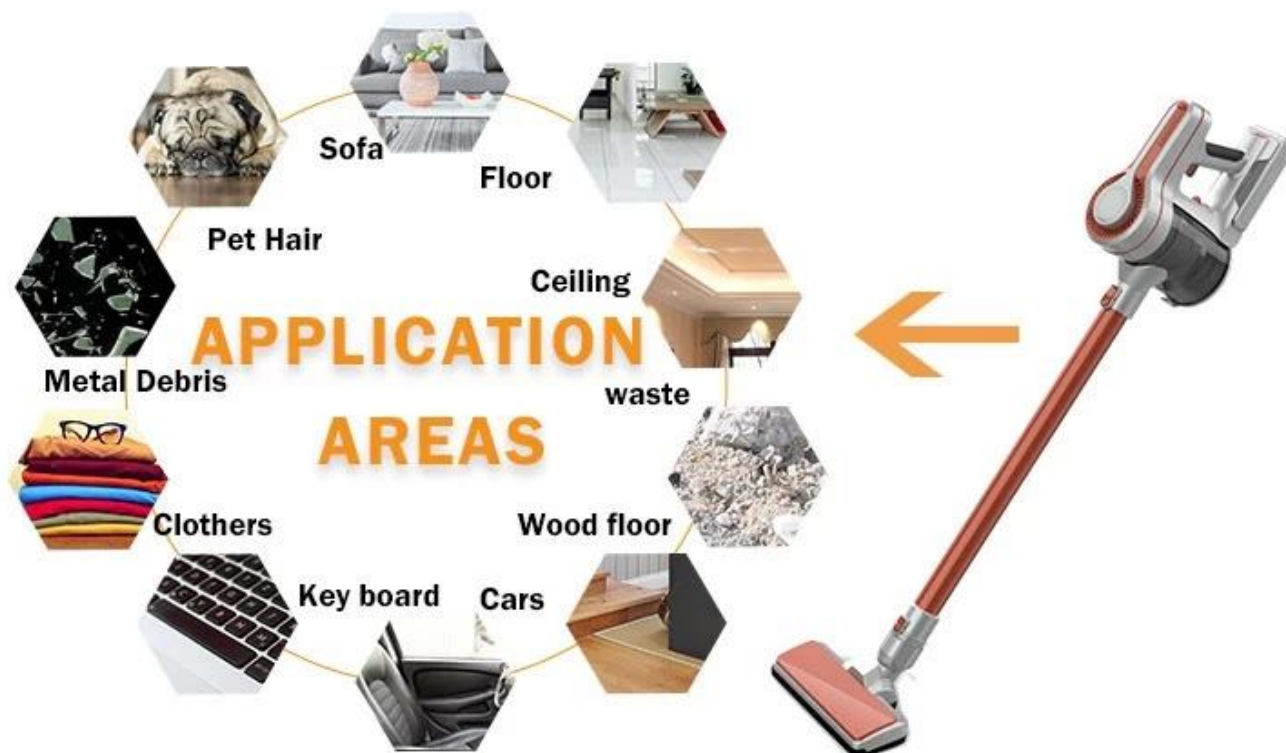 Sofa
Floor
Pet Hair
Ceiling
APPLICATION
AREAS
Metal Debris
waste
Clothers
Wood floor
Key board
Cars